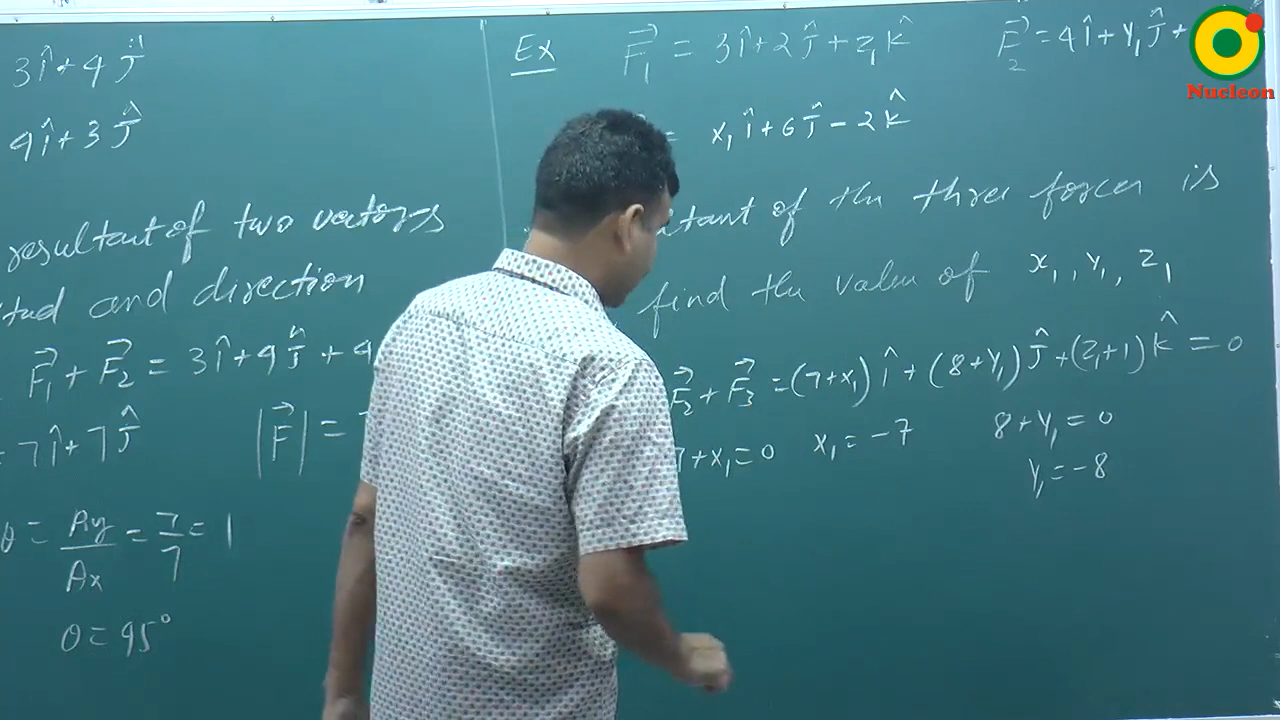 3î + 4ĵ
4î + 3ĵ
resultant of two vectors
and direction
F⃗₁ + F⃗₂ = 3î + 4ĵ + 4
= 7î + 7ĵ |F⃗| =
θ = Ay/Ax = 7/7 = 1
θ = 45°
Ex F⃗₁ = 3î + 2ĵ + z₁k̂ F⃗₂ = 4î + y₁ĵ +
= x₁î + 6ĵ - 2k̂
of the three forces is
find the value of x₁, y₁, z₁
F⃗₂ + F⃗₃ = (7+x₁)î + (8+y₁)ĵ + (z₁+1)k̂ = 0
7+x₁ = 0 x₁ = -7 8+y₁ = 0
y₁ = -8
Nucleon